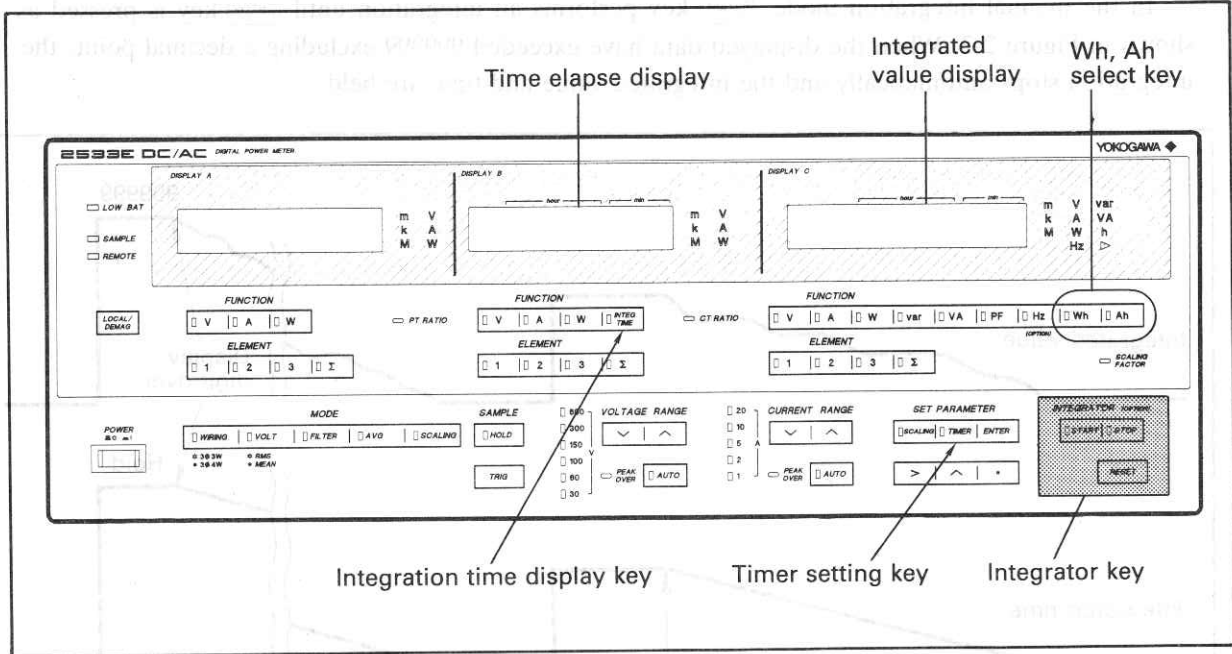 Time elapse display
Integrated value display
Wh, Ah select key
2533E DC/AC DIGITAL POWER METER
YOKOGAWA
DISPLAY A
DISPLAY B
DISPLAY C
hour min
hour min
LOW BAT
SAMPLE
REMOTE
m V
k A
M W
m V
k A
M W
m V var
k A VA
M W h
Hz ▷
LOCAL/DEMAG
FUNCTION
V A W
ELEMENT
1 2 3 Σ
PT RATIO
FUNCTION
V A W INTEG TIME
ELEMENT
1 2 3 Σ
CT RATIO
FUNCTION
V A W var VA PF Hz Wh Ah
(OPTION)
ELEMENT
1 2 3 Σ
SCALING FACTOR
POWER
MODE
WIRING VOLT FILTER AVG SCALING
3Φ3W
3Φ4W
RMS
MEAN
SAMPLE
HOLD
TRIG
600
300
150
100
60
30
V
VOLTAGE RANGE
PEAK OVER
AUTO
20
10
5
2
1
A
CURRENT RANGE
PEAK OVER
AUTO
SET PARAMETER
SCALING TIMER ENTER
> ^ •
INTEGRATOR (OPTION)
START STOP
RESET
Integration time display key
Timer setting key
Integrator key